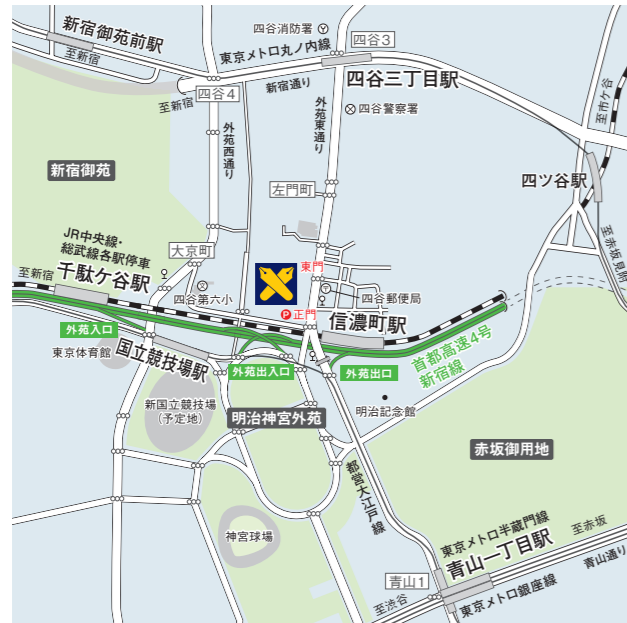 新宿御苑前駅
至新宿
四谷消防署
四谷3
東京メトロ丸ノ内線
新宿通り
四谷三丁目駅
至新宿
四谷4
外苑西通り
外苑東通り
四谷警察署
至市ケ谷
新宿御苑
左門町
四ツ谷駅
至赤坂見附
JR中央線・
総武線各駅停車
大京町
至新宿
千駄ケ谷駅
四谷第六小
東門
四谷郵便局
P正門
信濃町駅
外苑入口
東京体育館
国立競技場駅
外苑出入口
外苑出口
首都高速4号
新宿線
新国立競技場
(予定地)
明治神宮外苑
明治記念館
赤坂御用地
都営大江戸線
神宮球場
東京メトロ半蔵門線
至赤坂
青山一丁目駅
青山通り
青山1
至渋谷
東京メトロ銀座線